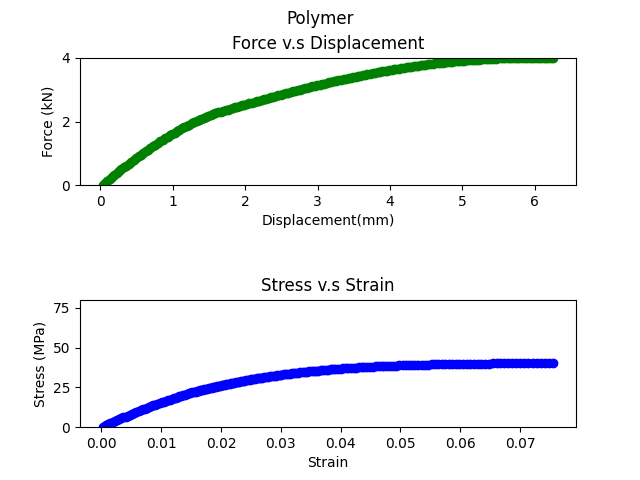 Polymer
Force v.s Displacement
4
2
0
Force (kN)
0 1 2 3 4 5 6
Displacement(mm)
Stress v.s Strain
75
50
25
0
Stress (MPa)
0.00 0.01 0.02 0.03 0.04 0.05 0.06 0.07
Strain